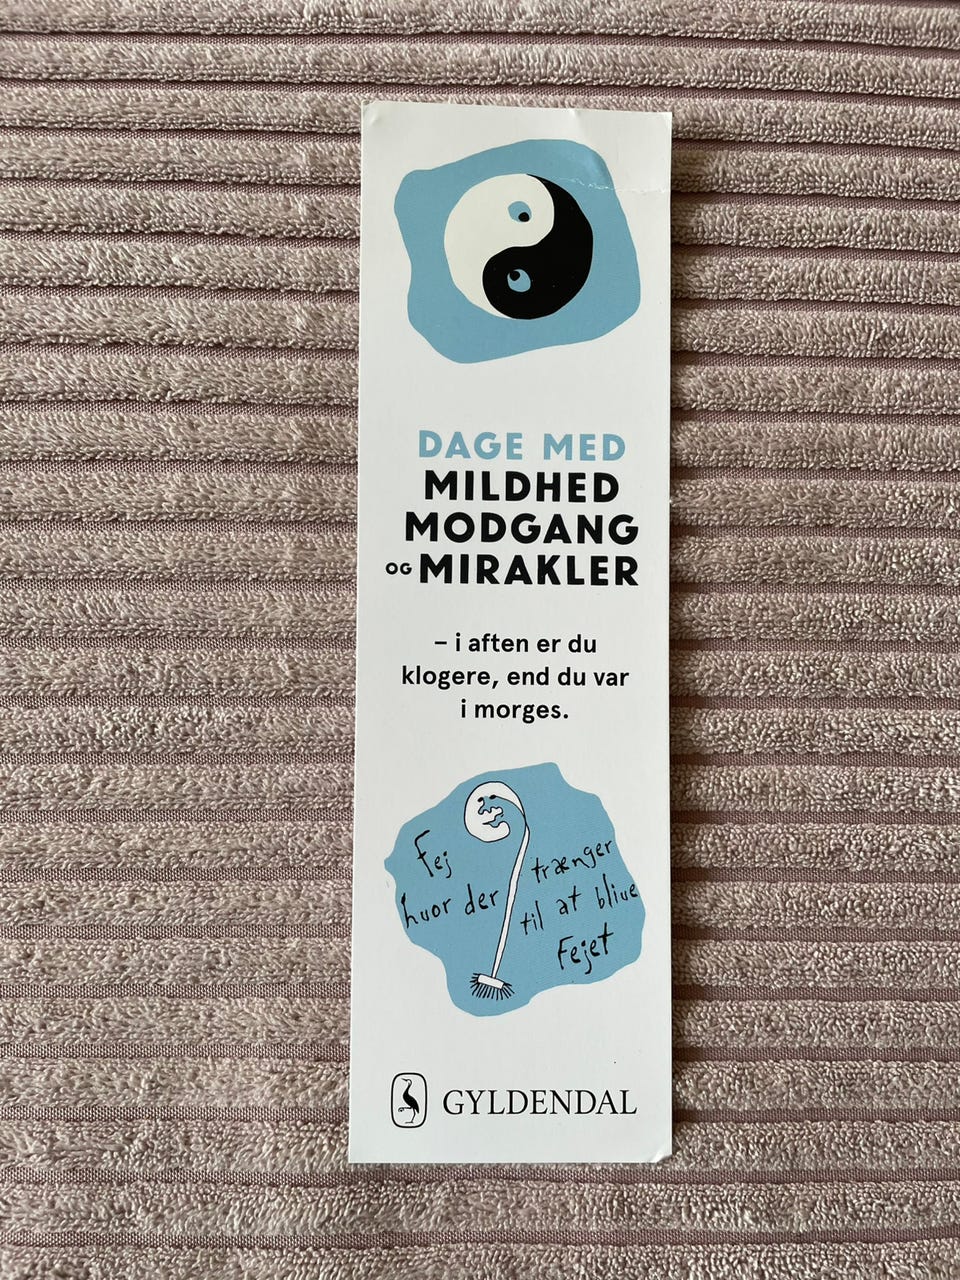 DAGE MED
MILDHED
MODGANG
OG MIRAKLER
– i aften er du
klogere, end du var
i morges.
Fej
hvor der
trænger
til at blive
Fejet
GYLDENDAL